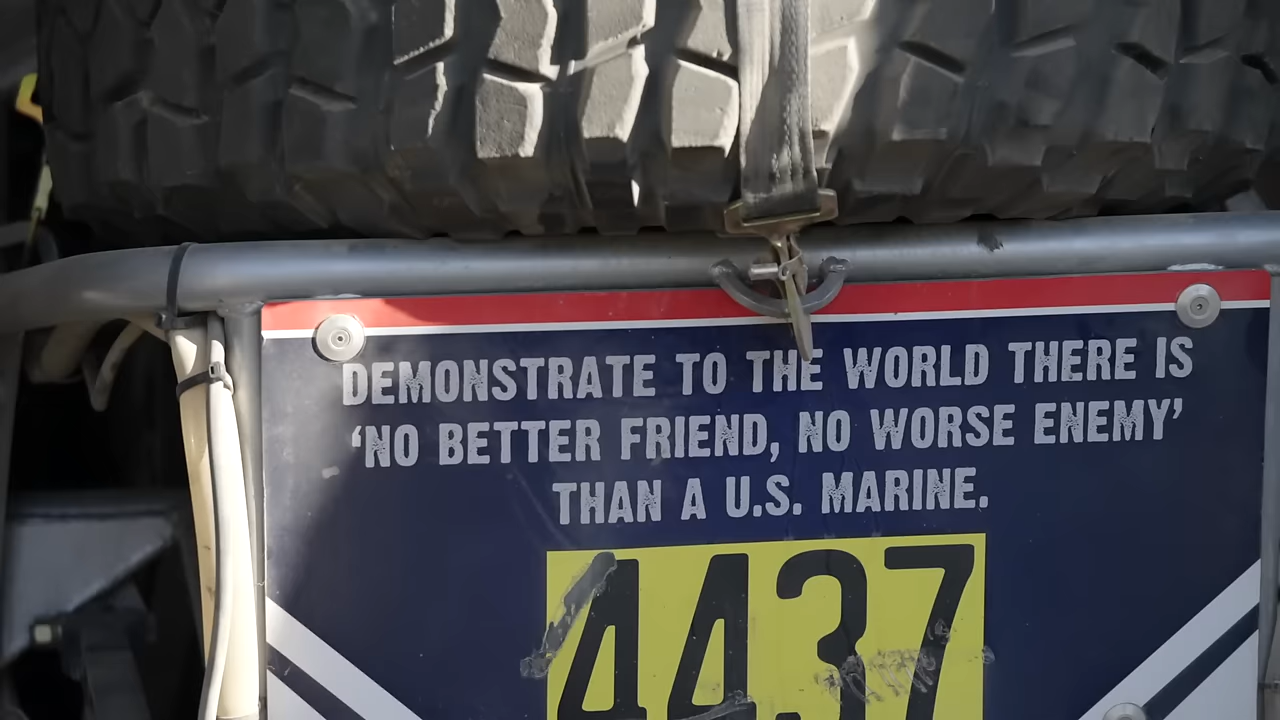 DEMONSTRATE TO THE WORLD THERE IS
‘NO BETTER FRIEND, NO WORSE ENEMY’
THAN A U.S. MARINE.
4437